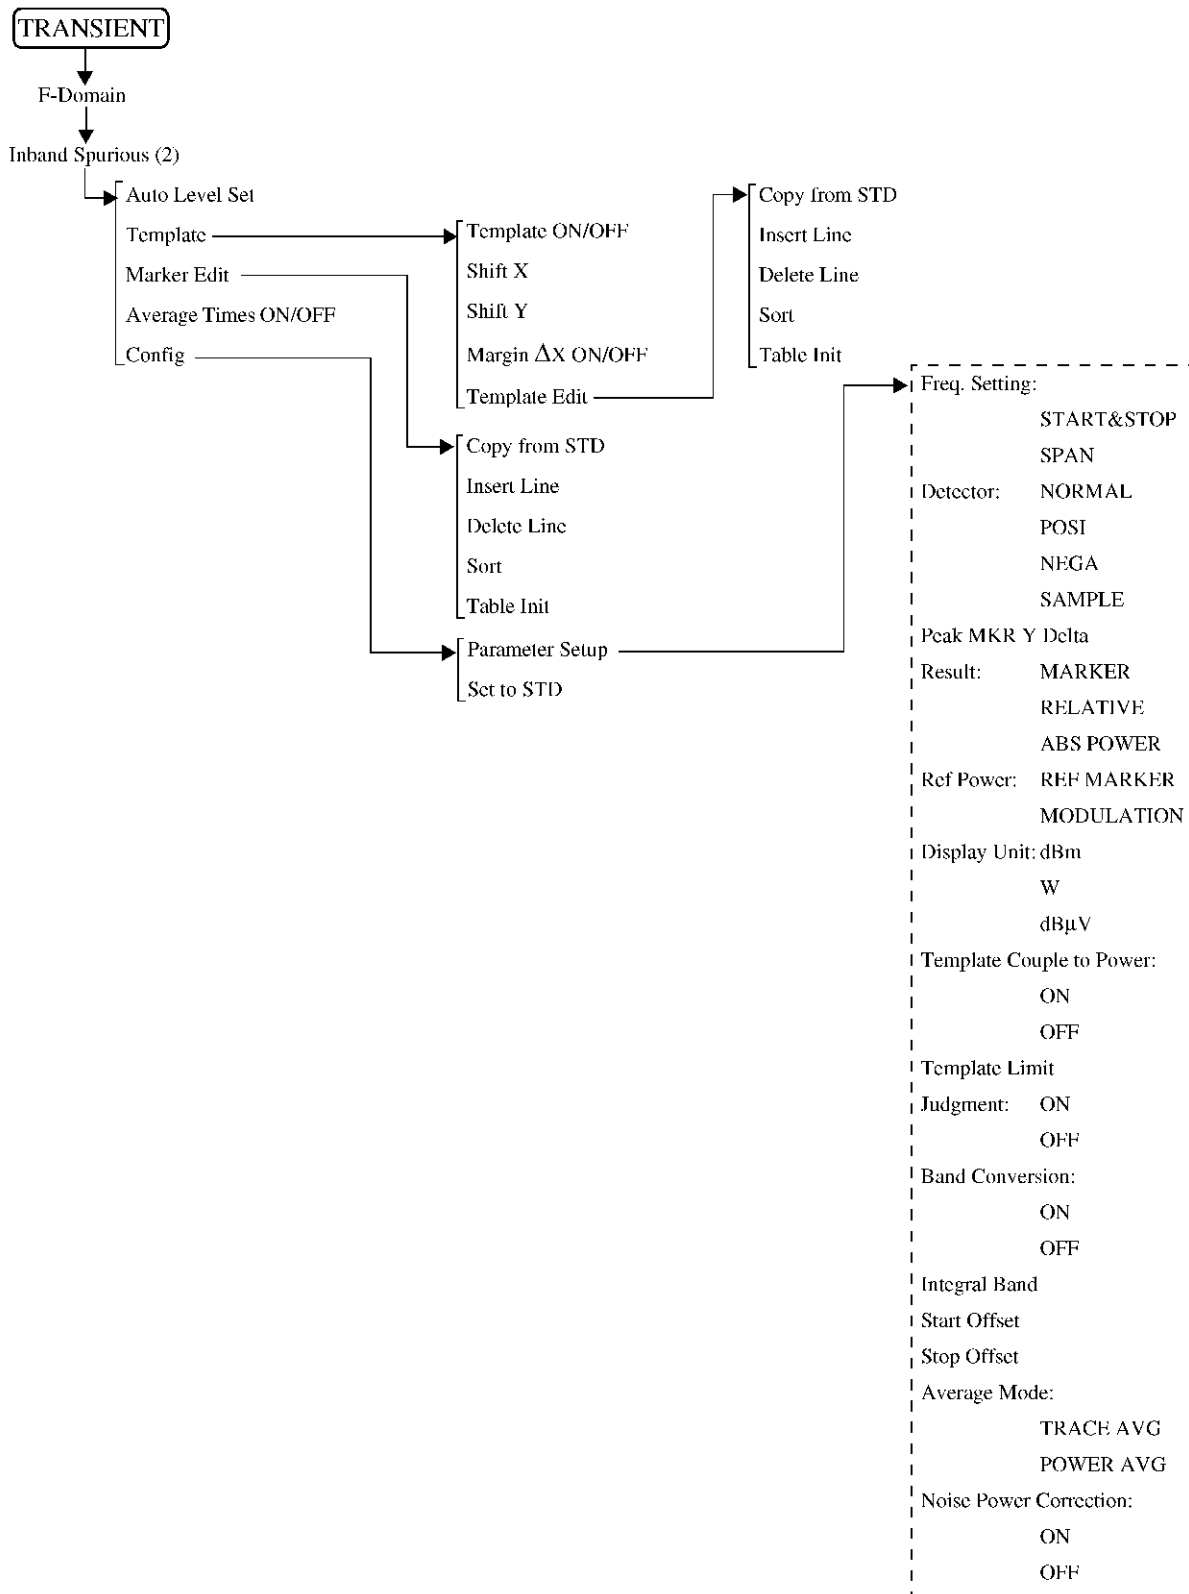 TRANSIENT
F-Domain
Inband Spurious (2)
Auto Level Set
Template
Marker Edit
Average Times ON/OFF
Config
Template ON/OFF
Shift X
Shift Y
Margin ΔX ON/OFF
Template Edit
Copy from STD
Insert Line
Delete Line
Sort
Table Init
Copy from STD
Insert Line
Delete Line
Sort
Table Init
Parameter Setup
Set to STD
Freq. Setting:
START&STOP
SPAN
Detector: NORMAL
POSI
NEGA
SAMPLE
Peak MKR Y Delta
Result: MARKER
RELATIVE
ABS POWER
Ref Power: REF MARKER
MODULATION
Display Unit: dBm
W
dBμV
Template Couple to Power:
ON
OFF
Template Limit
Judgment: ON
OFF
Band Conversion:
ON
OFF
Integral Band
Start Offset
Stop Offset
Average Mode:
TRACE AVG
POWER AVG
Noise Power Correction:
ON
OFF